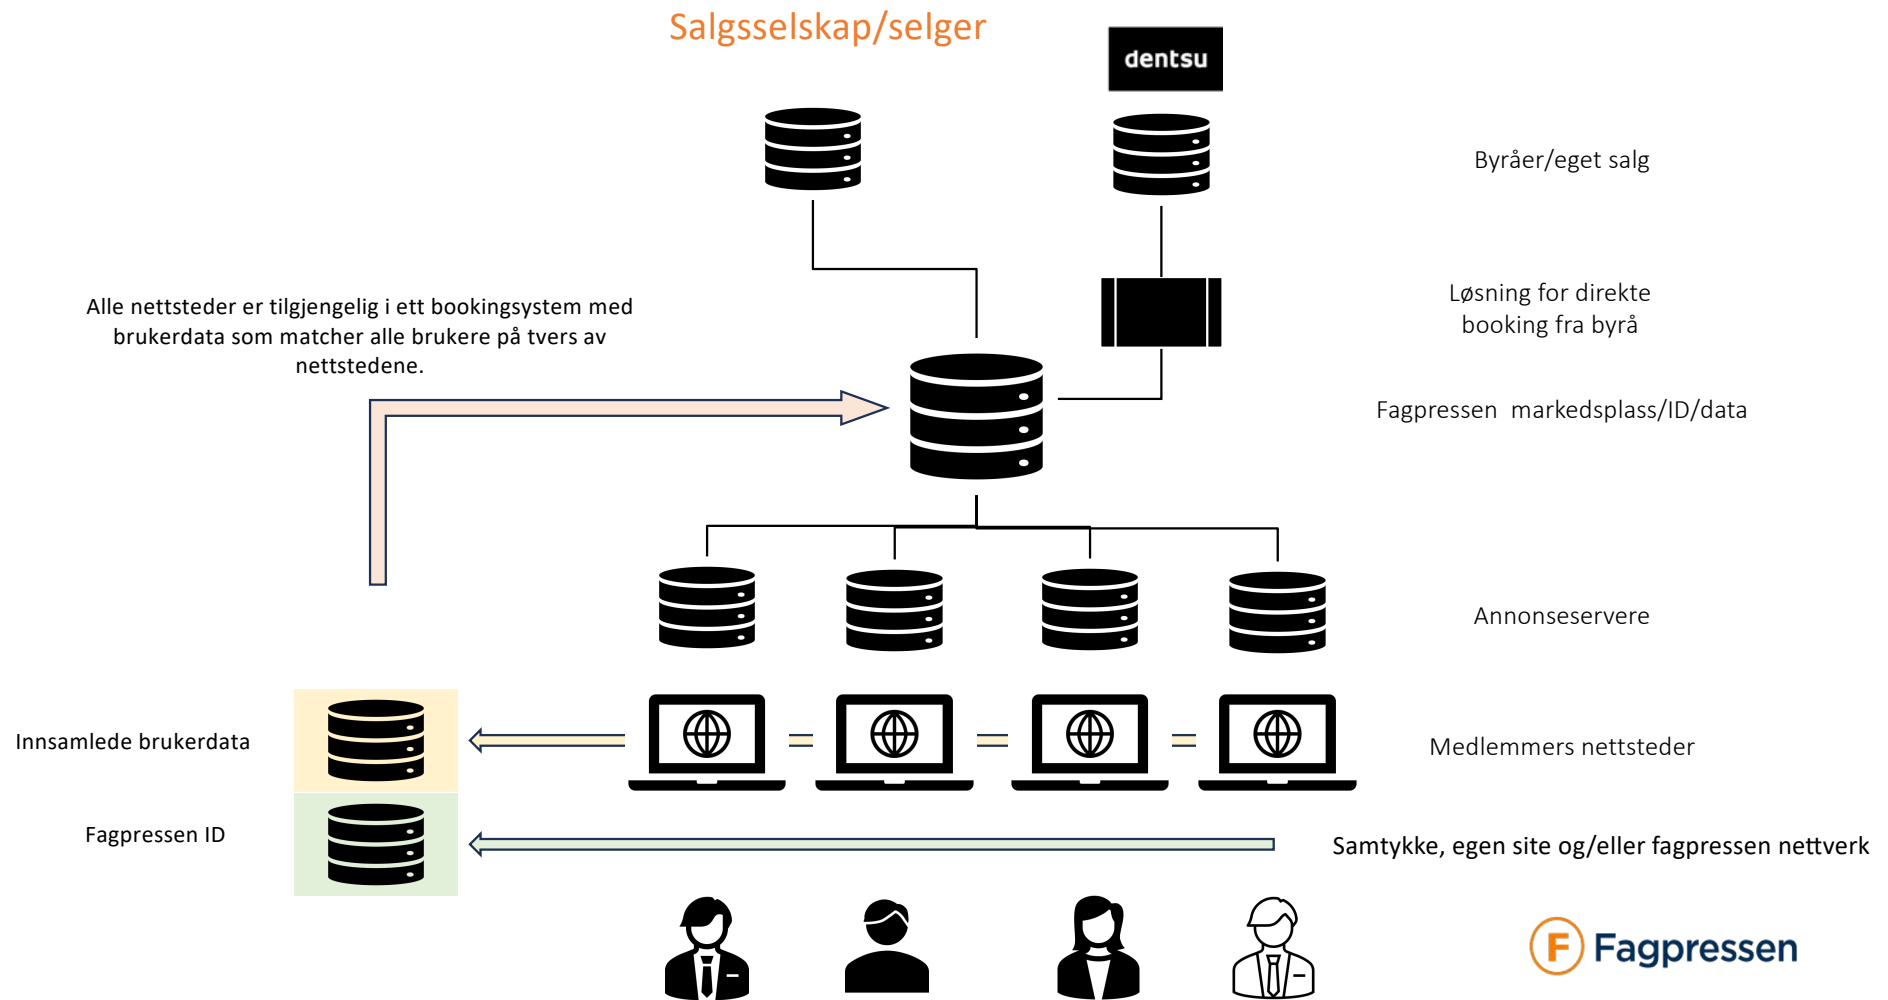 Salgsselskap/selger
dentsu
Byråer/eget salg
Løsning for direkte
booking fra byrå
Alle nettsteder er tilgjengelig i ett bookingsystem med
brukerdata som matcher alle brukere på tvers av
nettstedene.
Fagpressen  markedsplass/ID/data
Annonseservere
Innsamlede brukerdata
Medlemmers nettsteder
Fagpressen ID
Samtykke, egen site og/eller fagpressen nettverk
F Fagpressen